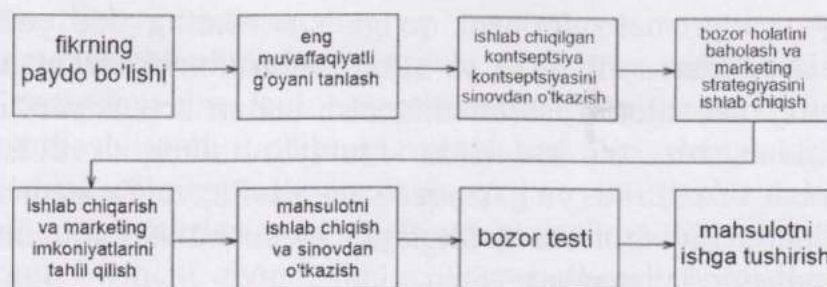 fikrning
paydo bo'lishi
eng
muvaffaqiyatli
g'oyani tanlash
ishlab chiqilgan
kontseptsiya
kontseptsiyasini
sinovdan o'tkazish
bozor holatini
baholash va
marketing
strategiyasini
ishlab chiqish
ishlab chiqarish
va marketing
imkoniyatlarini
tahlil qilish
mahsulotni
ishlab chiqish
va sinovdan
o'tkazish
bozor testi
mahsulotni
ishga tushirish